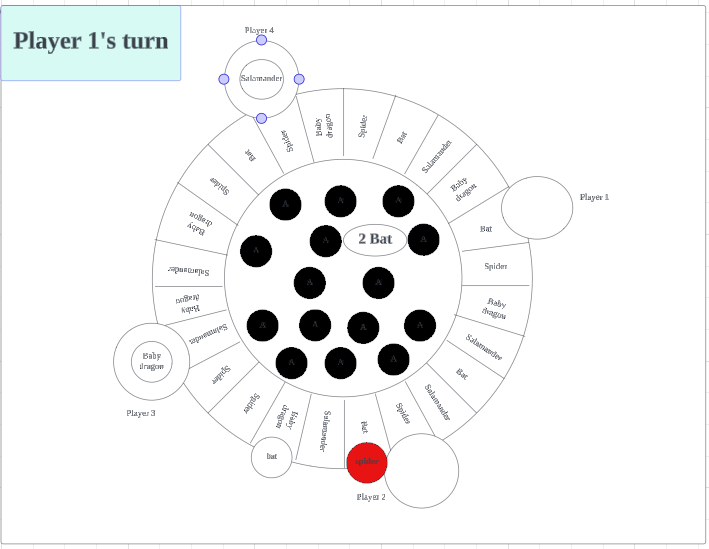 Player 1's turn
Player 4
Salamander
Baby
dragon
Spider
Bat
Salamander
Baby
dragon
Player 1
Bat
Spider
Baby
dragon
Salamander
Bat
Salamander
Spider
Bat
Salamander
Baby
dragon
Spider
Spider
Salamander
Baby
dragon
Salamander
Baby
dragon
Spider
Bat
Spider
A
A
A
A
2 Bat
A
A
A
A
A
A
A
A
A
A
A
Baby
dragon
Player 3
bat
spider
Player 2